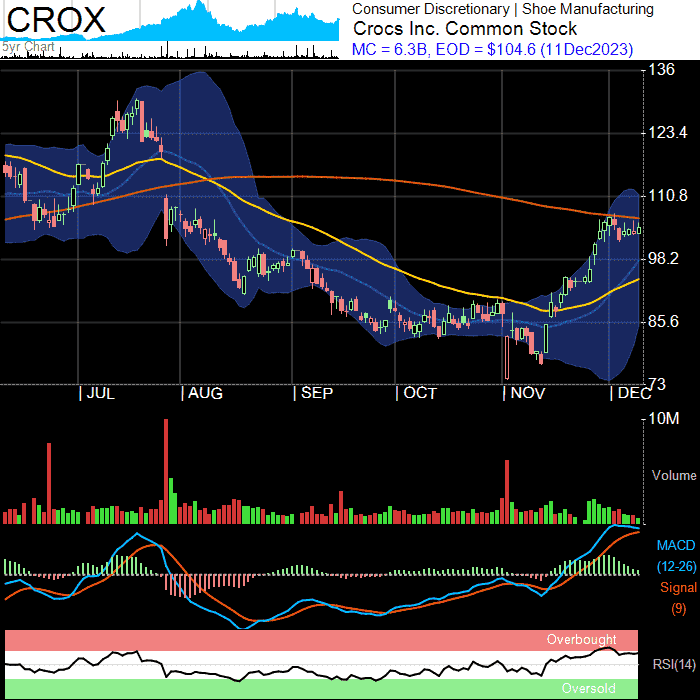 CROX
5yr Chart
Consumer Discretionary | Shoe Manufacturing
Crocs Inc. Common Stock
MC = 6.3B, EOD = $104.6 (11Dec2023)
136
123.4
110.8
98.2
85.6
73
| JUL | AUG | SEP | OCT | NOV | DEC
10M
Volume
MACD
(12-26)
Signal
(9)
Overbought
RSI(14)
Oversold